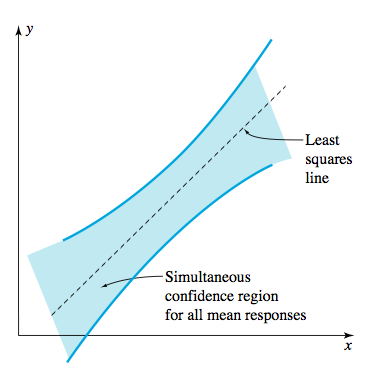 y
Least
squares
line
Simultaneous
confidence region
for all mean responses
x